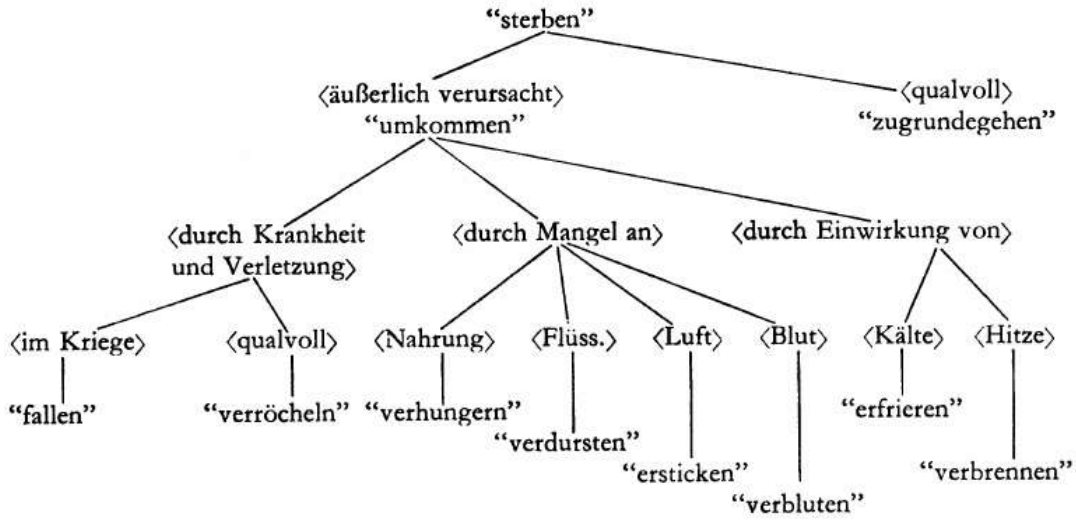 “sterben”
〈äußerlich verursacht〉 〈qualvoll〉
“umkommen” “zugrundegehen”
〈durch Krankheit 〈durch Mangel an〉 〈durch Einwirkung von〉
und Verletzung〉
〈im Kriege〉 〈qualvoll〉 〈Nahrung〉 〈Flüss.〉 〈Luft〉 〈Blut〉 〈Kälte〉 〈Hitze〉
“fallen” “verröcheln” “verhungern” “erfrieren”
“verdursten”
“ersticken” “verbrennen”
“verbluten”